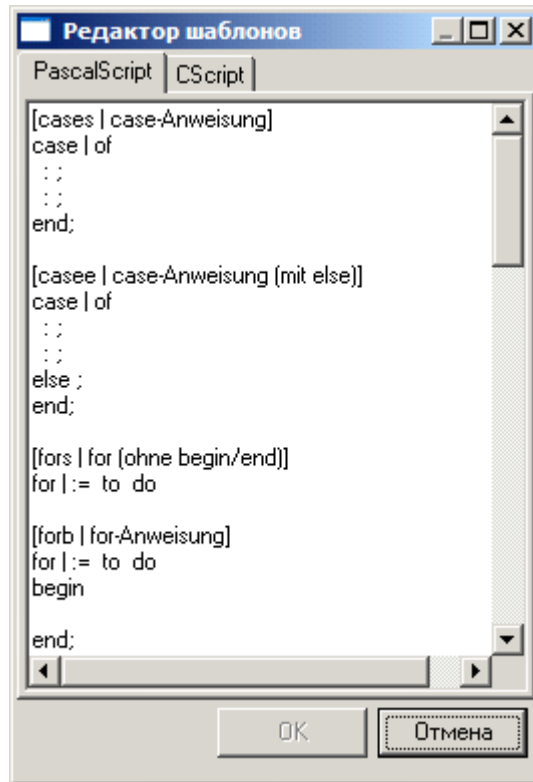 Редактор шаблонов
PascalScript CScript
[cases | case-Anweisung]
case | of
  : ;
  : ;
end;

[casee | case-Anweisung (mit else)]
case | of
  : ;
  : ;
else ;
end;

[fors | for (ohne begin/end)]
for | :=  to  do

[forb | for-Anweisung]
for | :=  to  do
begin

end;
OK Отмена